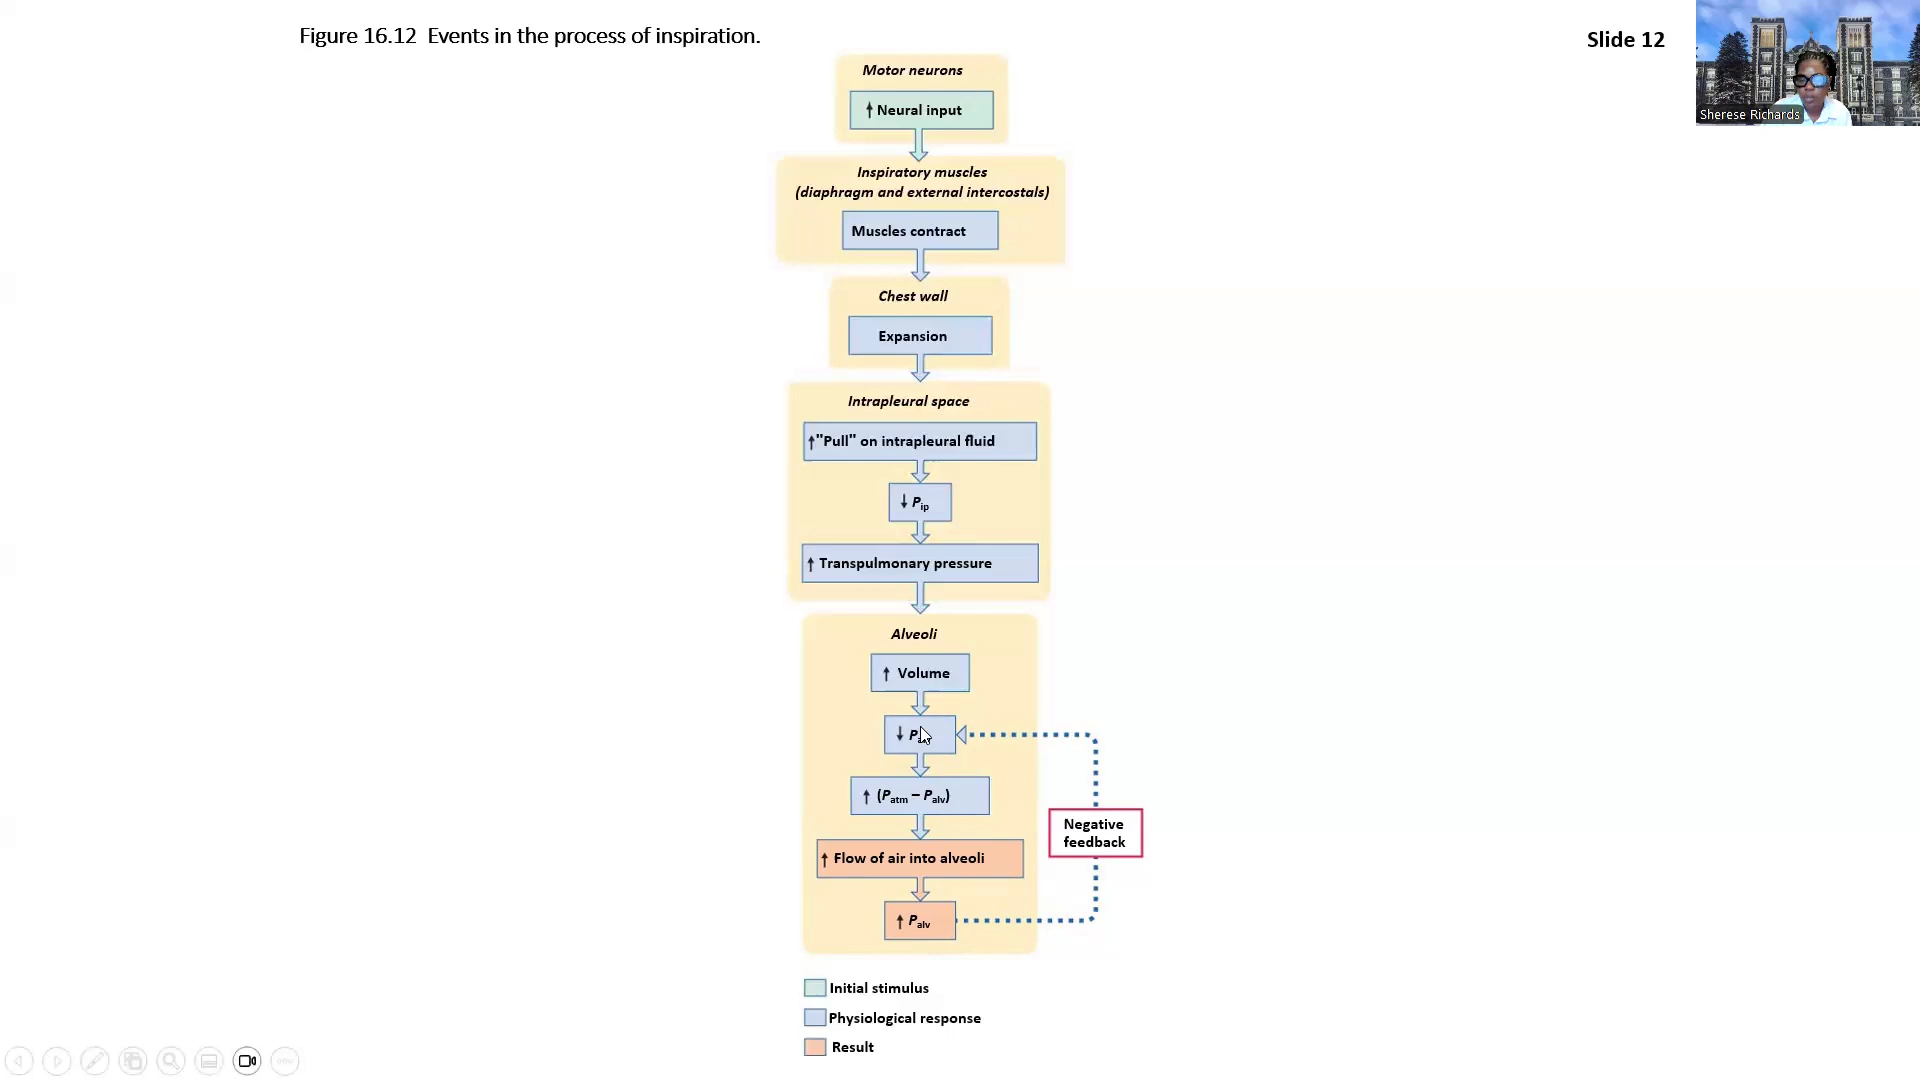 Figure 16.12 Events in the process of inspiration.
Slide 12
Sherese Richards
Motor neurons
↑ Neural input
Inspiratory muscles
(diaphragm and external intercostals)
Muscles contract
Chest wall
Expansion
Intrapleural space
↑"Pull" on intrapleural fluid
↓ Pip
↑ Transpulmonary pressure
Alveoli
↑ Volume
↓ P
↑ (Patm – Palv)
↑ Flow of air into alveoli
↑ Palv
Negative
feedback
Initial stimulus
Physiological response
Result